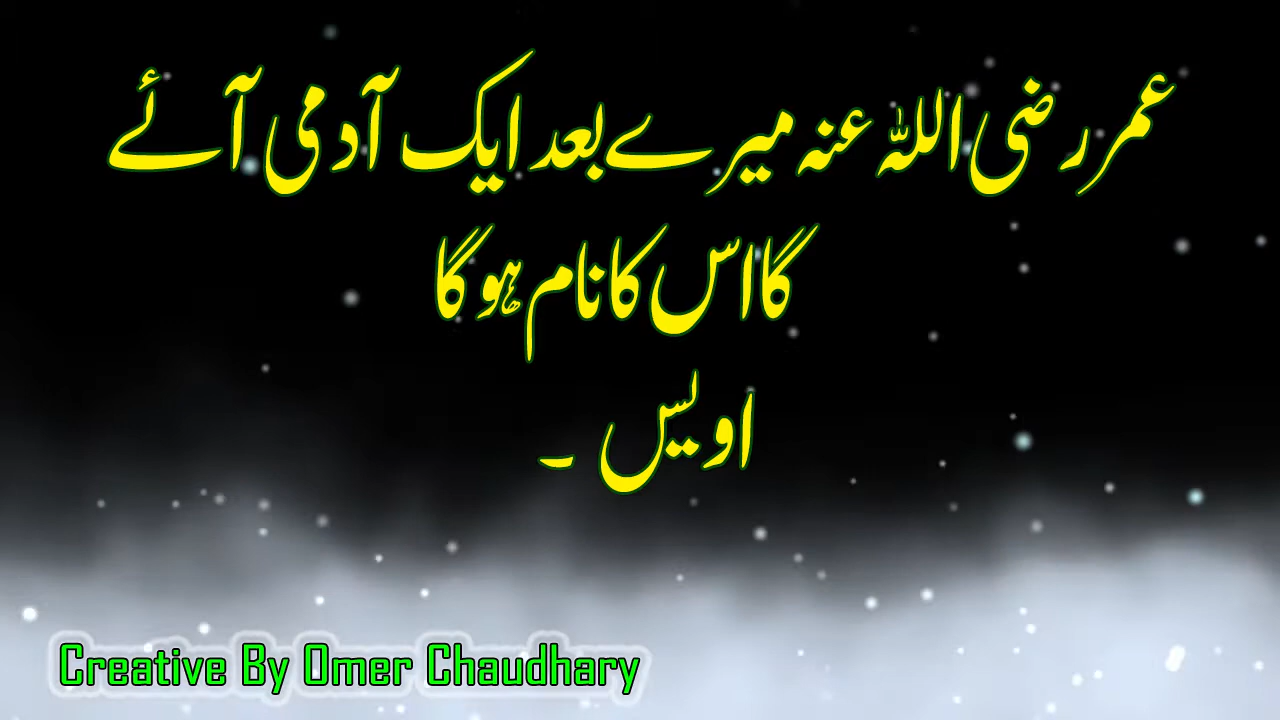 عمر رضی اللہ عنہ میرے بعد ایک آدمی آئے
گا اس کا نام ہو گا
اویس ۔
Creative By Omer Chaudhary